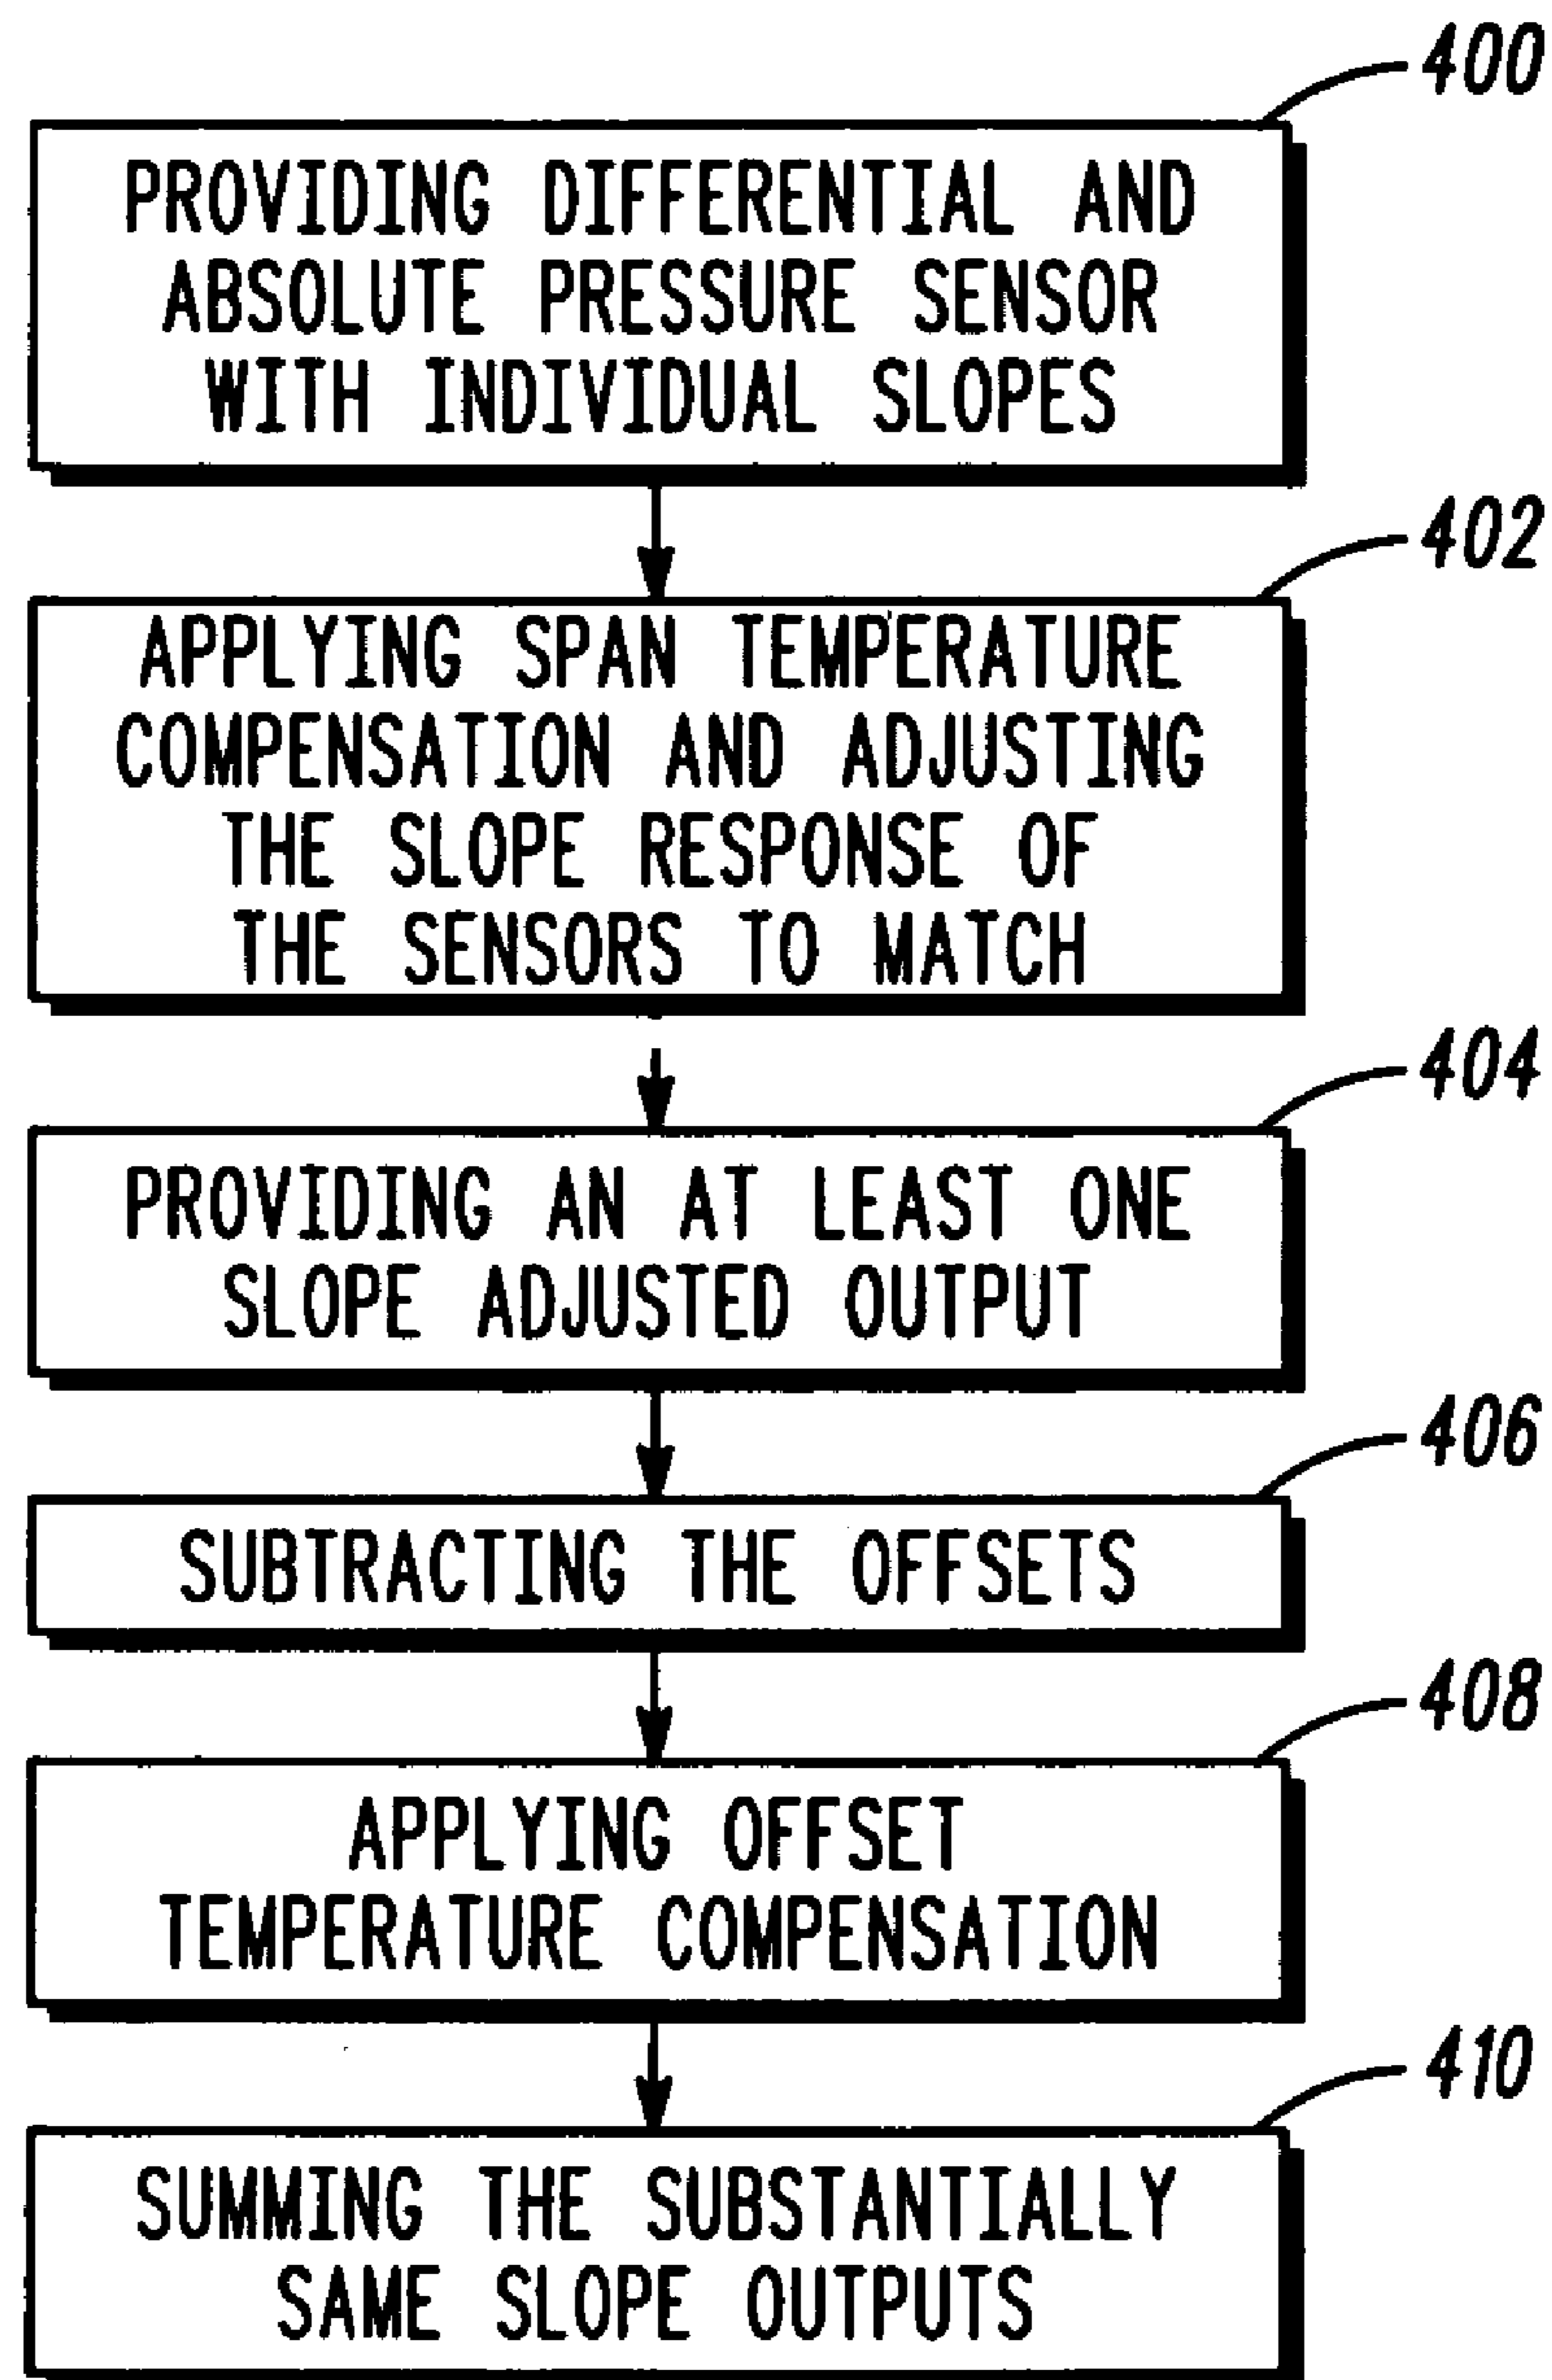 400
PROVIDING DIFFERENTIAL AND
ABSOLUTE PRESSURE SENSOR
WITH INDIVIDUAL SLOPES
402
APPLYING SPAN TEMPERATURE
COMPENSATION AND ADJUSTING
THE SLOPE RESPONSE OF
THE SENSORS TO MATCH
404
PROVIDING AN AT LEAST ONE
SLOPE ADJUSTED OUTPUT
406
SUBTRACTING THE OFFSETS
408
APPLYING OFFSET
TEMPERATURE COMPENSATION
410
SUMMING THE SUBSTANTIALLY
SAME SLOPE OUTPUTS